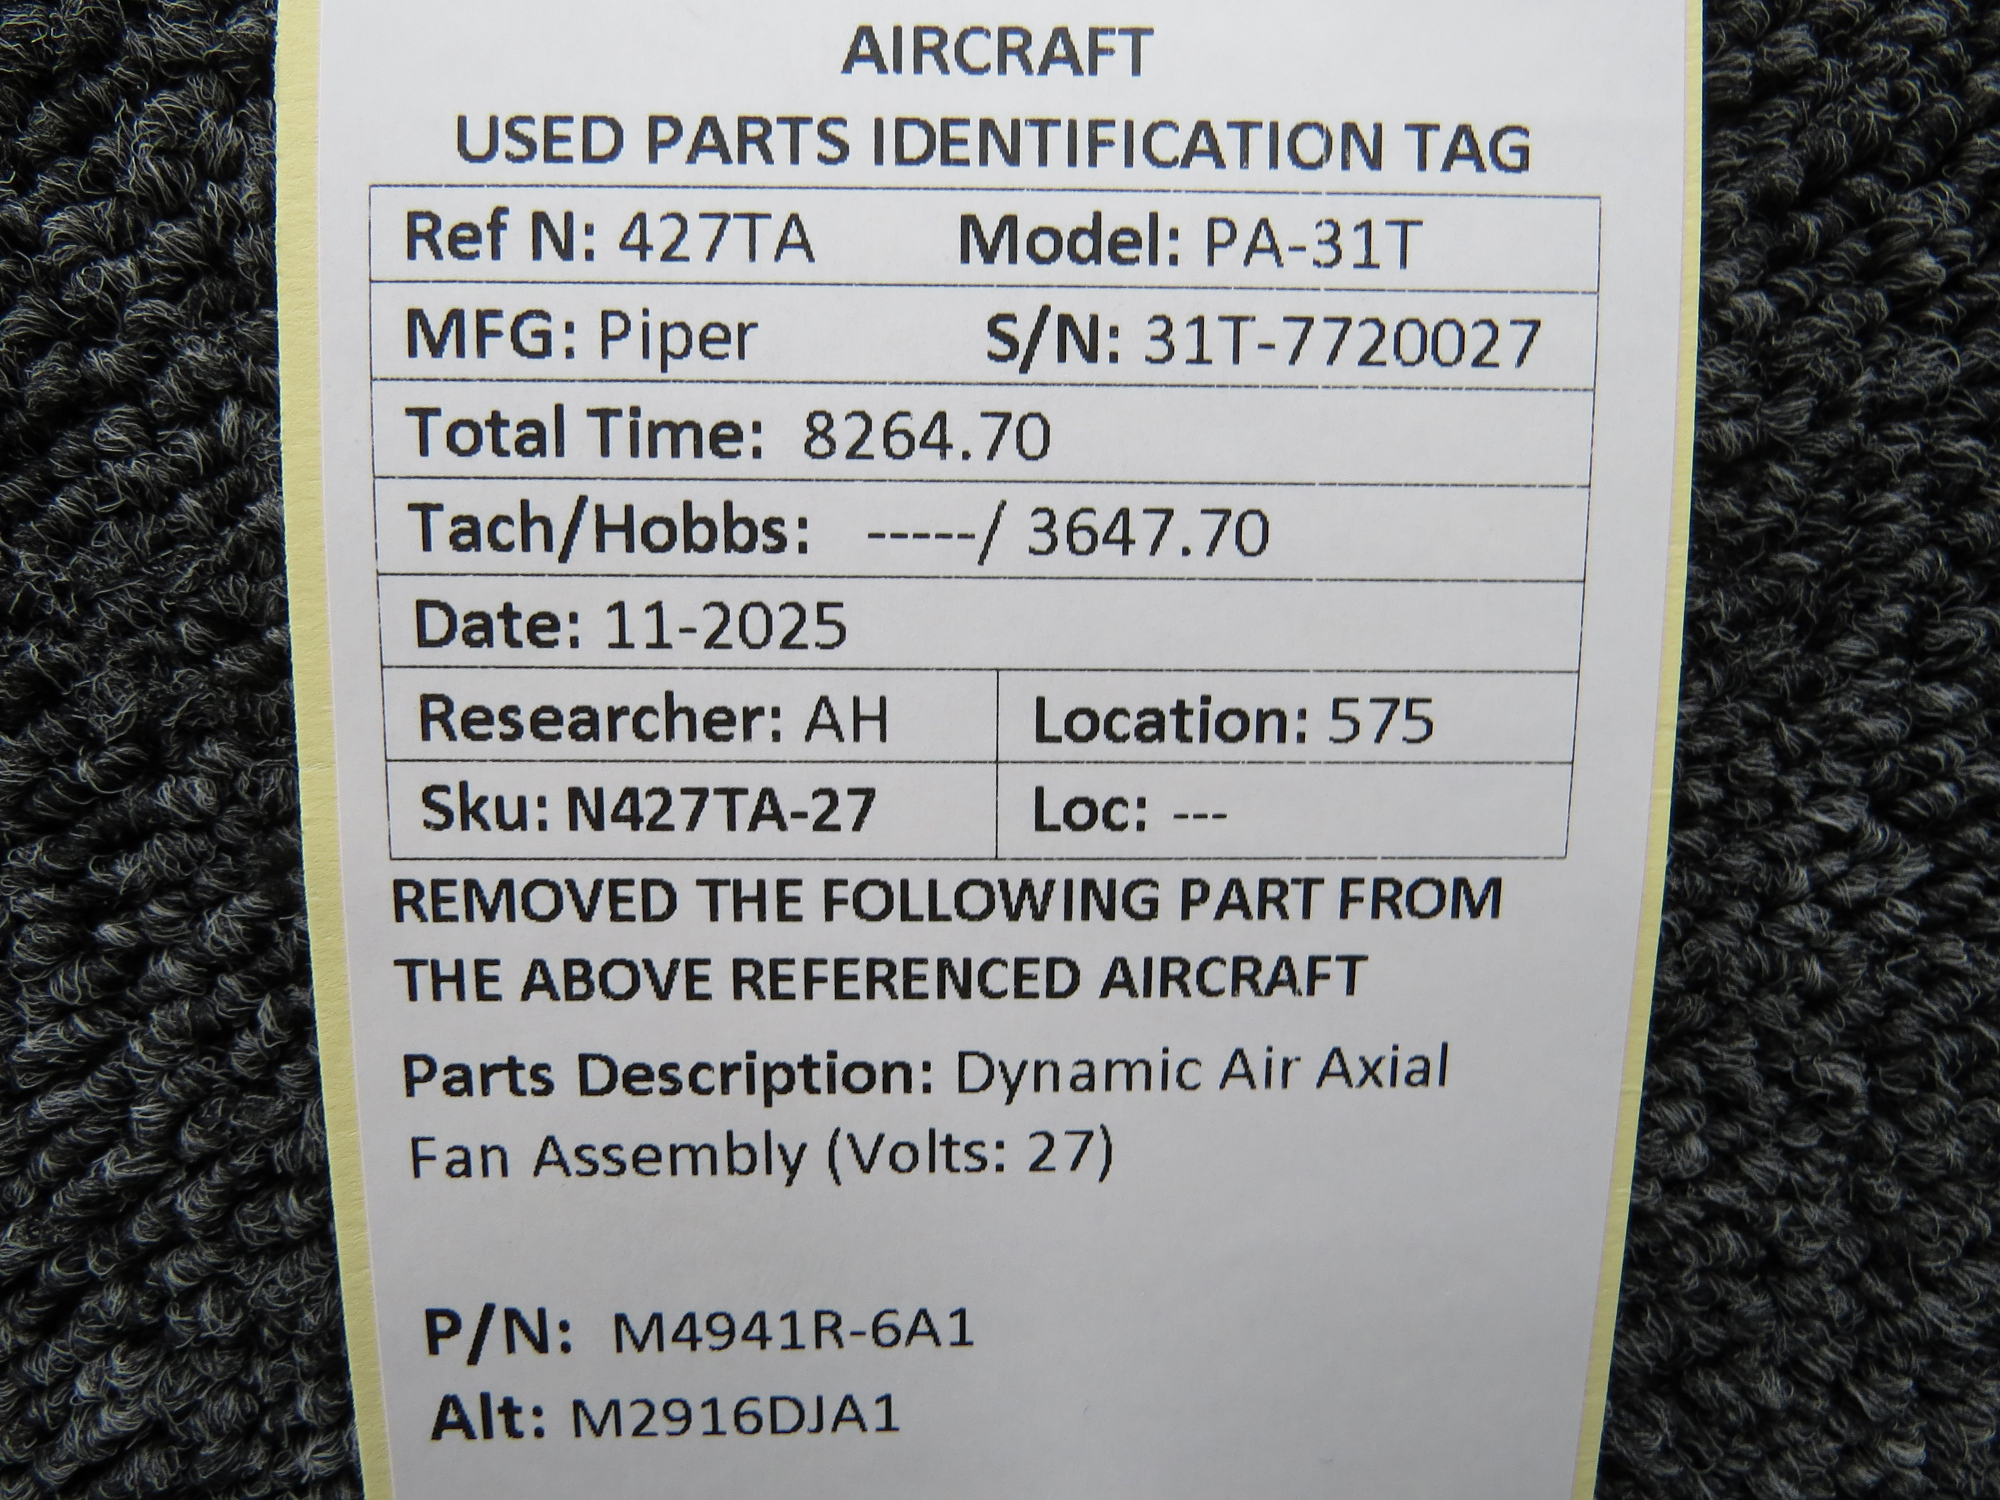 AIRCRAFT
USED PARTS IDENTIFICATION TAG
Ref N: 427TA Model: PA-31T
MFG: Piper S/N: 31T-7720027
Total Time: 8264.70
Tach/Hobbs: -----/ 3647.70
Date: 11-2025
Researcher: AH Location: 575
Sku: N427TA-27 Loc: ---
REMOVED THE FOLLOWING PART FROM
THE ABOVE REFERENCED AIRCRAFT
Parts Description: Dynamic Air Axial
Fan Assembly (Volts: 27)
P/N: M4941R-6A1
Alt: M2916DJA1